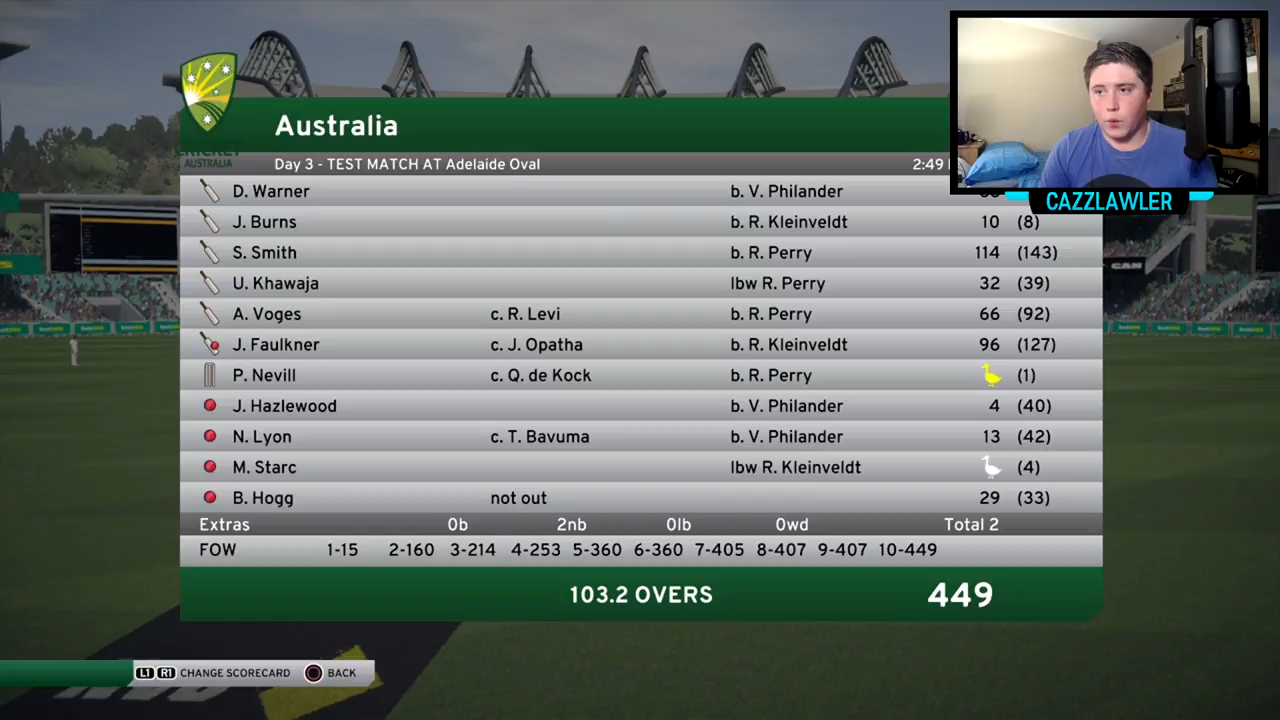 Australia
CRICKET
AUSTRALIA
Day 3 - TEST MATCH AT Adelaide Oval 2:49
CAZZLAWLER
D. Warner b. V. Philander
J. Burns b. R. Kleinveldt 10 (8)
S. Smith b. R. Perry 114 (143)
U. Khawaja lbw R. Perry 32 (39)
A. Voges c. R. Levi b. R. Perry 66 (92)
J. Faulkner c. J. Opatha b. R. Kleinveldt 96 (127)
P. Nevill c. Q. de Kock b. R. Perry (1)
J. Hazlewood b. V. Philander 4 (40)
N. Lyon c. T. Bavuma b. V. Philander 13 (42)
M. Starc lbw R. Kleinveldt (4)
B. Hogg not out 29 (33)
Extras 0b 2nb 0lb 0wd Total 2
FOW 1-15 2-160 3-214 4-253 5-360 6-360 7-405 8-407 9-407 10-449
103.2 OVERS 449
L1 R1 CHANGE SCORECARD BACK